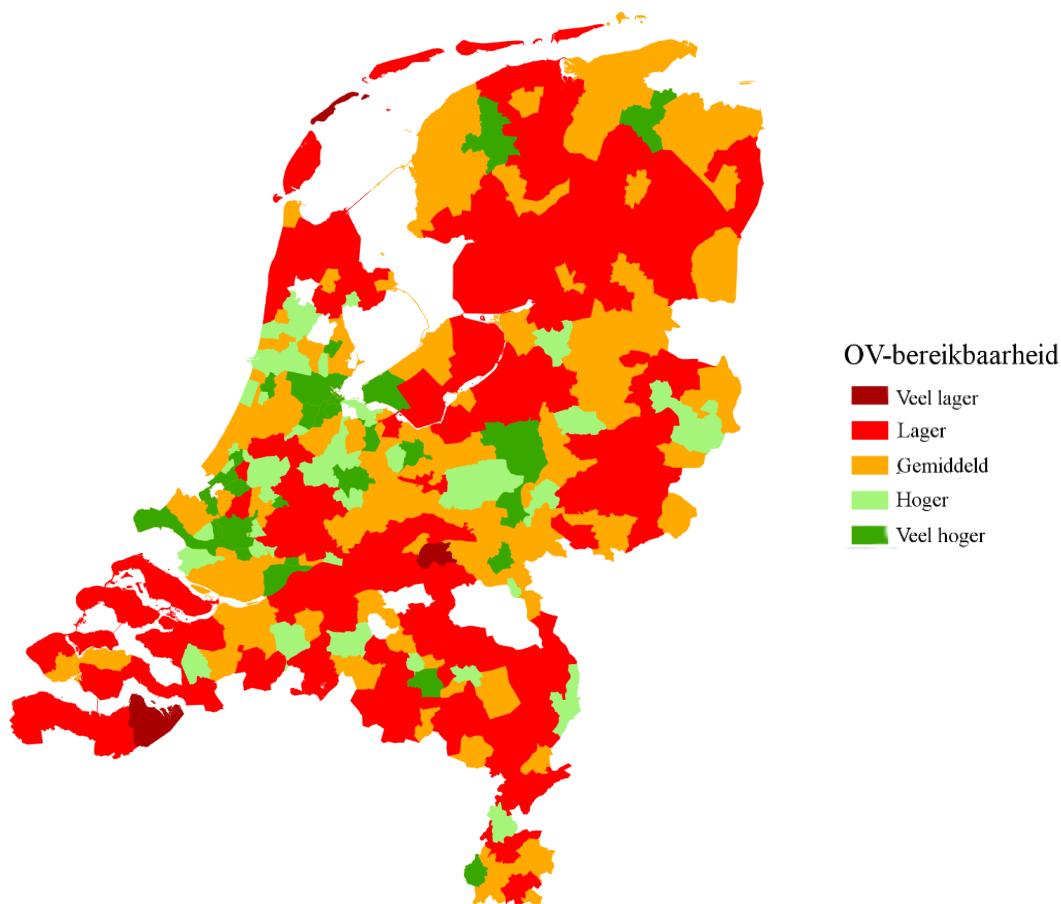 OV-bereikbaarheid
Veel lager
Lager
Gemiddeld
Hoger
Veel hoger